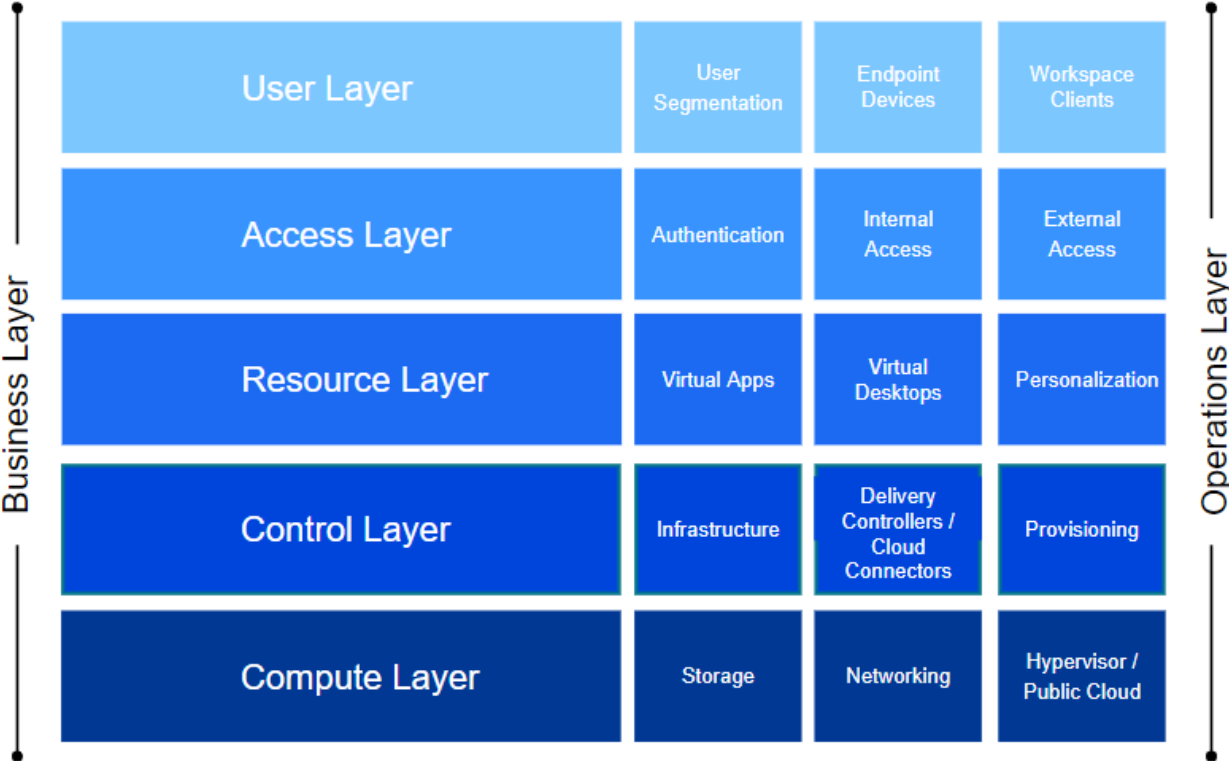 Business Layer
User Layer
User
Segmentation
Endpoint
Devices
Workspace
Clients
Access Layer
Authentication
Internal
Access
External
Access
Resource Layer
Virtual Apps
Virtual
Desktops
Personalization
Control Layer
Infrastructure
Delivery
Controllers /
Cloud
Connectors
Provisioning
Compute Layer
Storage
Networking
Hypervisor /
Public Cloud
Operations Layer